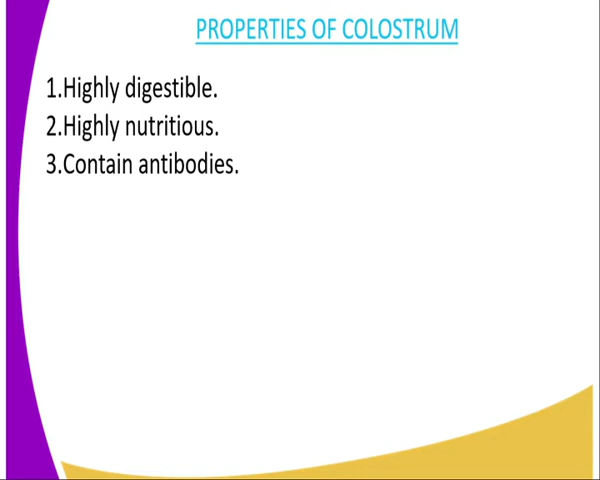 PROPERTIES OF COLOSTRUM
1.Highly digestible.
2.Highly nutritious.
3.Contain antibodies.